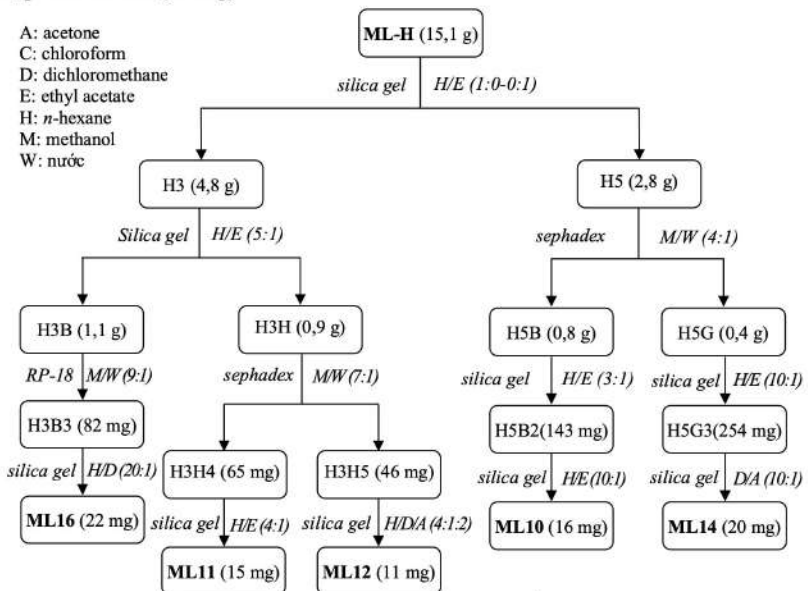 A: acetone
C: chloroform
D: dichloromethane
E: ethyl acetate
H: n-hexane
M: methanol
W: nước
ML-H (15,1 g)
silica gel H/E (1:0-0:1)
H3 (4,8 g)
H5 (2,8 g)
Silica gel H/E (5:1)
sephadex M/W (4:1)
H3B (1,1 g)
H3H (0,9 g)
H5B (0,8 g)
H5G (0,4 g)
RP-18 M/W(9:1)
sephadex M/W(7:1)
silica gel H/E (3:1)
silica gel H/E(10:1)
H3B3 (82 mg)
H3H4 (65 mg)
H3H5 (46 mg)
H5B2(143 mg)
H5G3(254 mg)
silica gel H/D(20:1)
silica gel H/E(4:1)
silica gel H/D/A(4:1:2)
silica gel H/E(10:1)
silica gel D/A(10:1)
ML16 (22 mg)
ML11 (15 mg)
ML12 (11 mg)
ML10 (16 mg)
ML14 (20 mg)